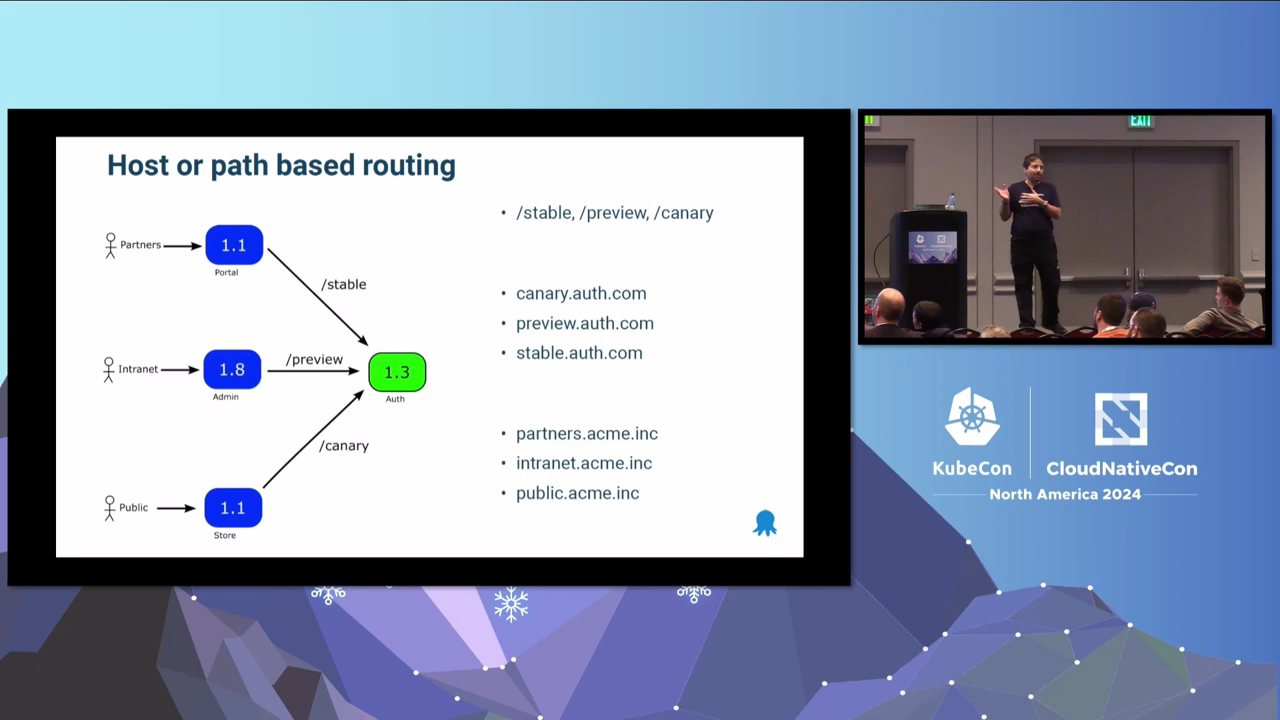 Host or path based routing
Partners
1.1
Portal
/stable
Intranet
1.8
Admin
/preview
1.3
Auth
/canary
Public
1.1
Store
• /stable, /preview, /canary
• canary.auth.com
• preview.auth.com
• stable.auth.com
• partners.acme.inc
• intranet.acme.inc
• public.acme.inc
EXIT
KubeCon
CloudNativeCon
North America 2024